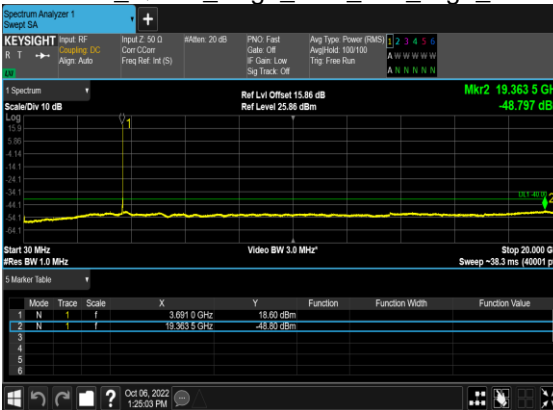 Spectrum Analyzer 1
Swept SA
+
KEYSIGHT Input: RF Input Z: 50 Ω #Atten: 20 dB PNO: Fast Avg Type: Power (RMS) 1 2 3 4 5 6
R T Coupling: DC Corr CCorr Gate: Off Avg|Hold: 100/100 A W W W W W
Align: Auto Freq Ref: Int (S) IF Gain: Low Trig: Free Run
Sig Track: Off A N N N N N
LV
1 Spectrum Ref Lvl Offset 15.86 dB Mkr2 19.363 5 GH
Scale/Div 10 dB Ref Level 25.86 dBm -48.797 dB
Log
15.9
5.86
-4.14
-14.1
-24.1
-34.1
-44.1
-54.1
-64.1
1
2
Start 30 MHz Video BW 3.0 MHz* Stop 20.000 G
#Res BW 1.0 MHz Sweep ~38.3 ms (40001 p
5 Marker Table
Mode Trace Scale X Y Function Function Width Function Value
1 N 1 f 3.691 0 GHz 18.60 dBm
2 N 1 f 19.363 5 GHz -48.80 dBm
3
4
5
6
? Oct 06, 2022
1:25:03 PM